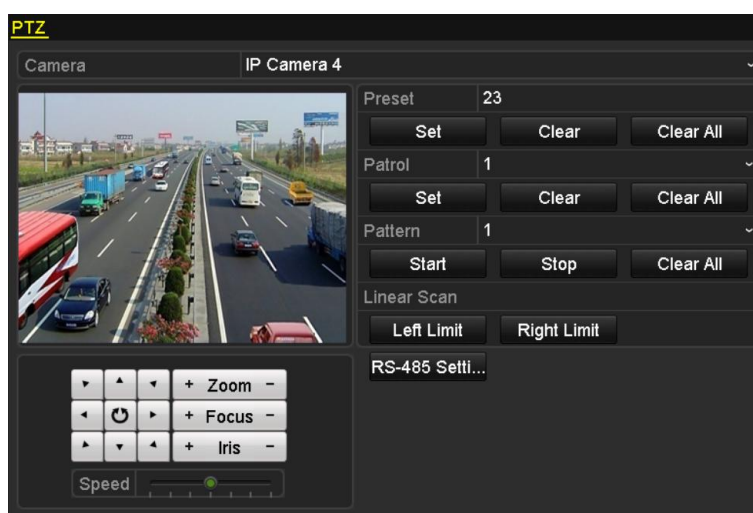 PTZ
Camera IP Camera 4
Preset 23
Set Clear Clear All
Patrol 1
Set Clear Clear All
Pattern 1
Start Stop Clear All
Linear Scan
Left Limit Right Limit
RS-485 Setti...
+ Zoom -
+ Focus -
+ Iris -
Speed